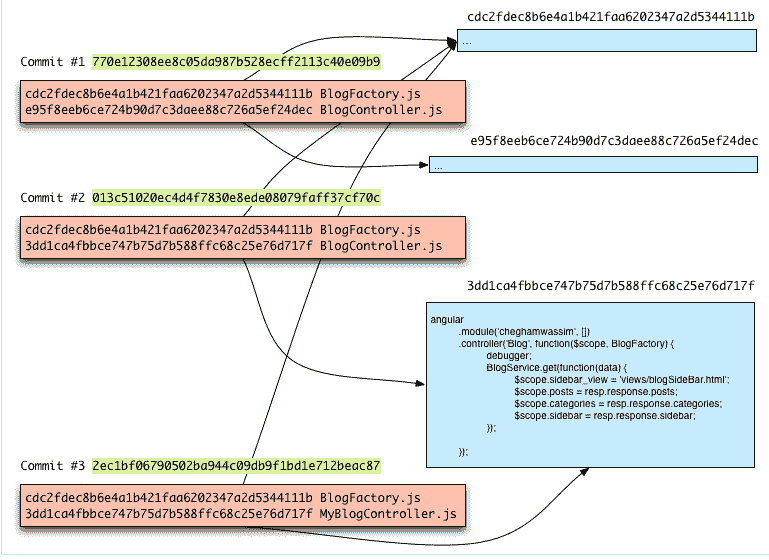 cdc2fdec8b6e4a1b421faa6202347a2d5344111b
...
Commit #1 770e12308ee8c05da987b528ecff2113c40e09b9
cdc2fdec8b6e4a1b421faa6202347a2d5344111b BlogFactory.js
e95f8eeb6ce724b90d7c3daee88c726a5ef24dec BlogController.js
e95f8eeb6ce724b90d7c3daee88c726a5ef24dec
...
Commit #2 013c51020ec4d4f7830e8ede08079faff37cf70c
cdc2fdec8b6e4a1b421faa6202347a2d5344111b BlogFactory.js
3dd1ca4fbbce747b75d7b588ffc68c25e76d717f BlogController.js
3dd1ca4fbbce747b75d7b588ffc68c25e76d717f
angular
.module('cheghamwassim', [])
.controller('Blog', function($scope, BlogFactory) {
debugger;
BlogService.get(function(data) {
$scope.sidebar_view = 'views/blogSideBar.html';
$scope.posts = resp.response.posts;
$scope.categories = resp.response.categories;
$scope.sidebar = resp.response.sidebar;
});
});
Commit #3 2ec1bf06790502ba944c09db9f1bd1e712beac87
cdc2fdec8b6e4a1b421faa6202347a2d5344111b BlogFactory.js
3dd1ca4fbbce747b75d7b588ffc68c25e76d717f MyBlogController.js